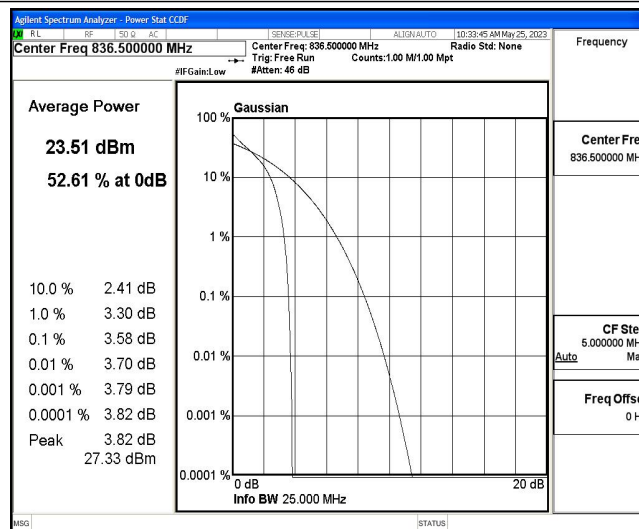 Agilent Spectrum Analyzer - Power Stat CCDF
RL RF 50 Ω AC SENSE:PULSE ALIGN AUTO 10:33:45 AM May 25, 2023
Center Freq 836.500000 MHz
Center Freq: 836.500000 MHz Radio Std: None
Trig: Free Run Counts:1.00 M/1.00 Mpt
#IFGain:Low #Atten: 46 dB
Frequency
Average Power
23.51 dBm
52.61 % at 0dB
10.0 % 2.41 dB
1.0 % 3.30 dB
0.1 % 3.58 dB
0.01 % 3.70 dB
0.001 % 3.79 dB
0.0001 % 3.82 dB
Peak 3.82 dB
27.33 dBm
Gaussian
100 %
10 %
1 %
0.1 %
0.01 %
0.001 %
0.0001 %
0 dB 20 dB
Info BW 25.000 MHz
Center Fre
836.500000 MH
CF Ste
5.000000 MH
Auto Ma
Freq Offse
0 H
MSG STATUS